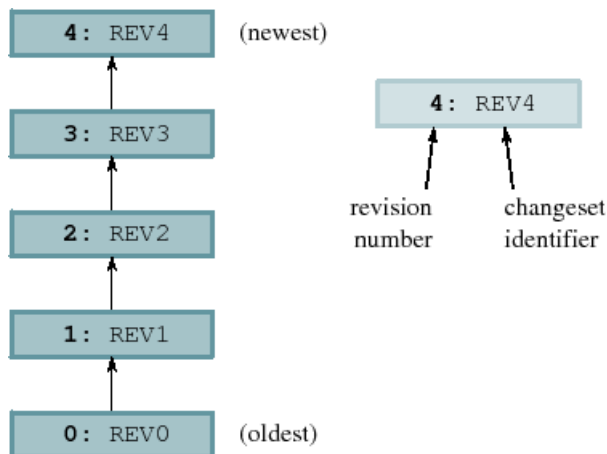 4: REV4 (newest)
3: REV3
2: REV2
1: REV1
0: REV0 (oldest)
4: REV4
revision
number
changeset
identifier